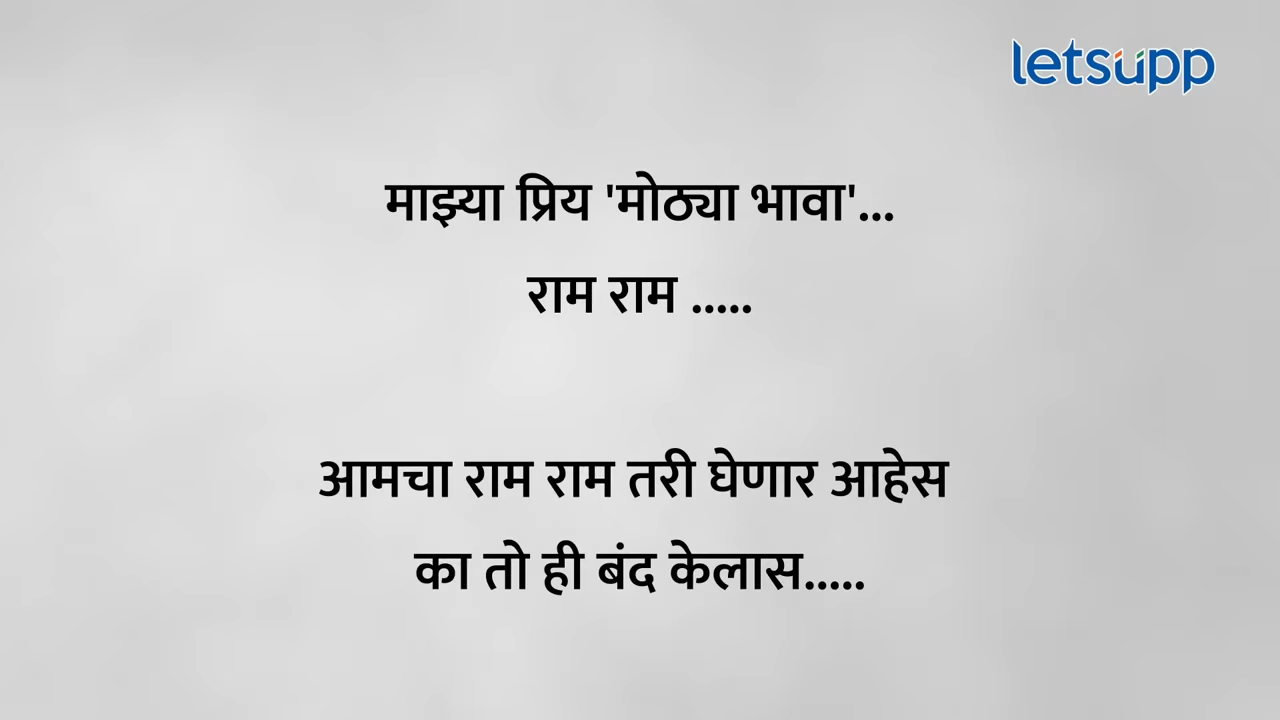 letsupp
माझ्या प्रिय 'मोठ्या भावा'...
राम राम .....
आमचा राम राम तरी घेणार आहेस
का तो ही बंद केलास.....